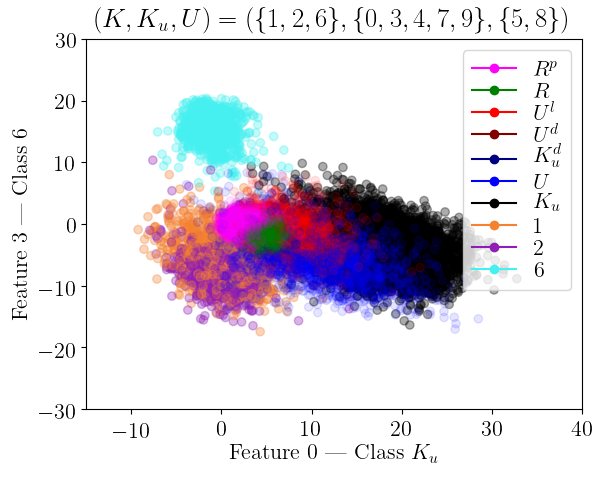 (K, K_u, U) = ({1, 2, 6}, {0, 3, 4, 7, 9}, {5, 8})
30
20
10
0
−10
−20
−30
Feature 3 — Class 6
R^p
R
U^l
U^d
K_u^d
U
K_u
1
2
6
−10 0 10 20 30 40
Feature 0 — Class K_u